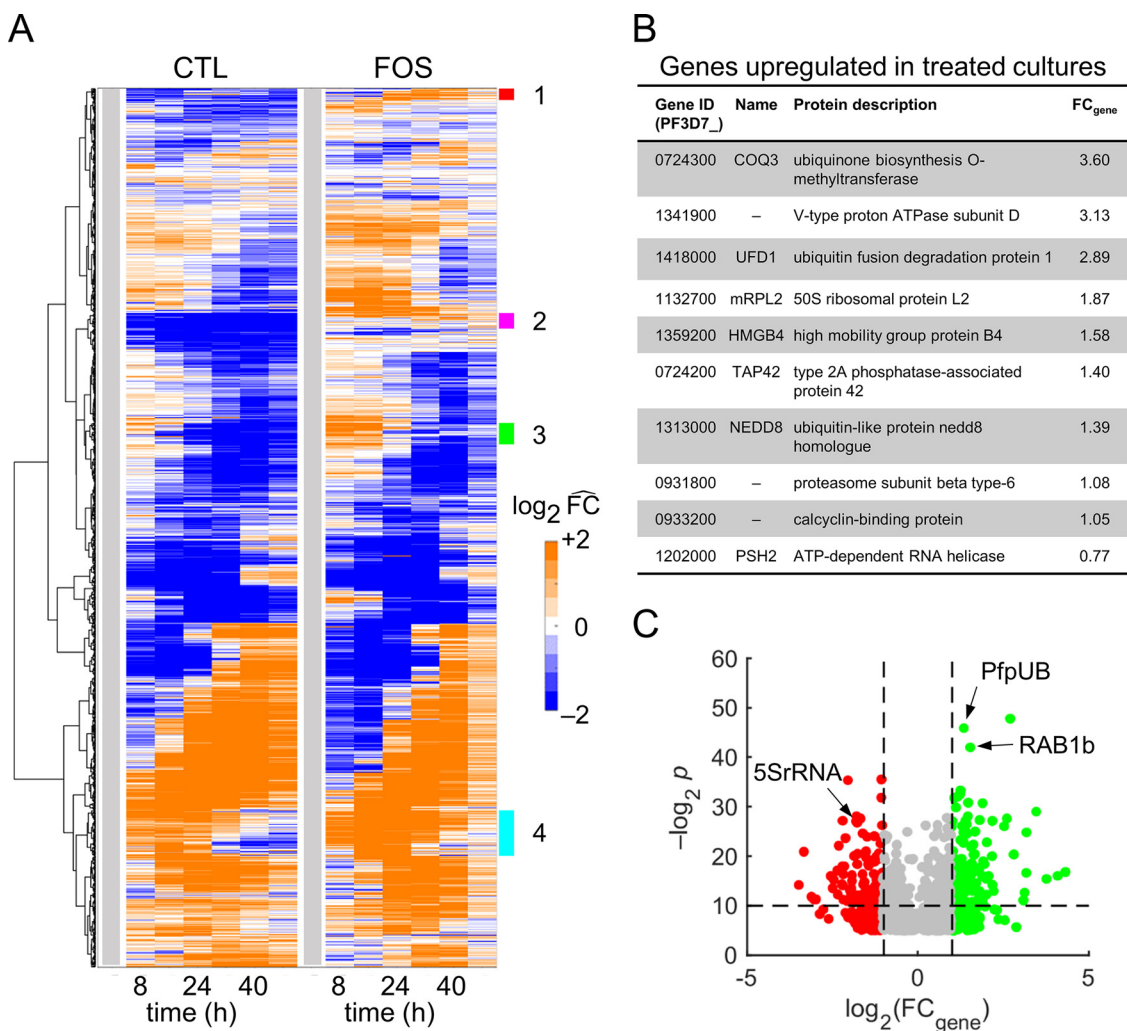 A
CTL FOS
1
2
3
4
log2 F̂C
+2
0
–2
8 24 40 8 24 40
time (h) time (h)
B
Genes upregulated in treated cultures
Gene ID Name Protein description FCgene
(PF3D7_)
0724300 COQ3 ubiquinone biosynthesis O- 3.60
methyltransferase
1341900 – V-type proton ATPase subunit D 3.13
1418000 UFD1 ubiquitin fusion degradation protein 1 2.89
1132700 mRPL2 50S ribosomal protein L2 1.87
1359200 HMGB4 high mobility group protein B4 1.58
0724200 TAP42 type 2A phosphatase-associated 1.40
protein 42
1313000 NEDD8 ubiquitin-like protein nedd8 1.39
homologue
0931800 – proteasome subunit beta type-6 1.08
0933200 – calcyclin-binding protein 1.05
1202000 PSH2 ATP-dependent RNA helicase 0.77
C
60
50
40
30
20
10
0
–log2 p
PfpUB
RAB1b
5SrRNA
-5 0 5
log2(FCgene)